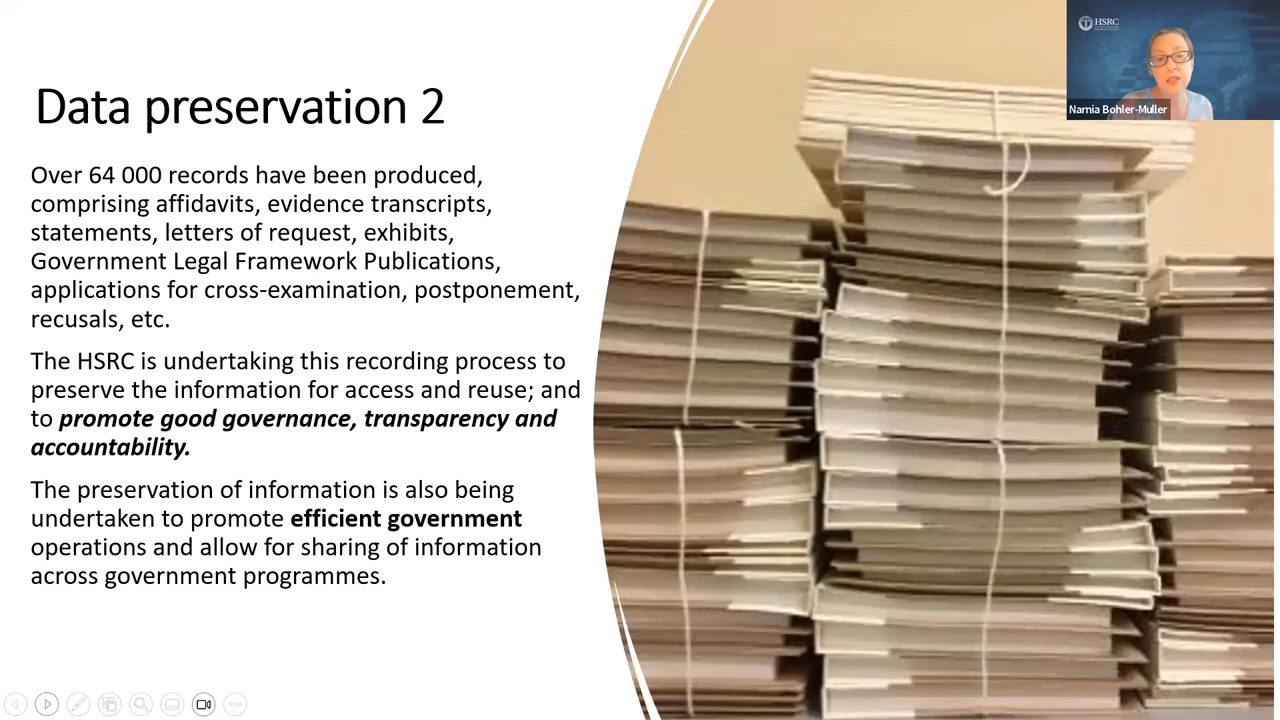 HSRC
Narnia Bohler-Muller
Data preservation 2
Over 64 000 records have been produced,
comprising affidavits, evidence transcripts,
statements, letters of request, exhibits,
Government Legal Framework Publications,
applications for cross-examination, postponement,
recusals, etc.
The HSRC is undertaking this recording process to
preserve the information for access and reuse; and
to promote good governance, transparency and
accountability.
The preservation of information is also being
undertaken to promote efficient government
operations and allow for sharing of information
across government programmes.